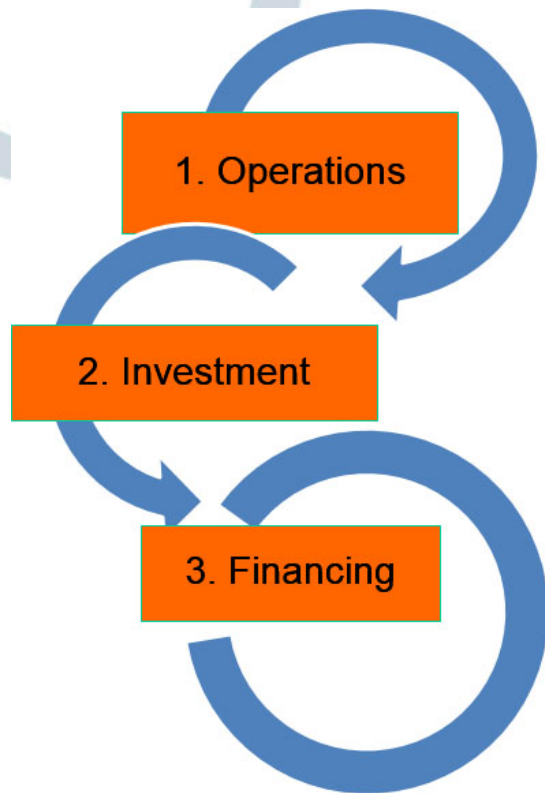 1. Operations
2. Investment
3. Financing